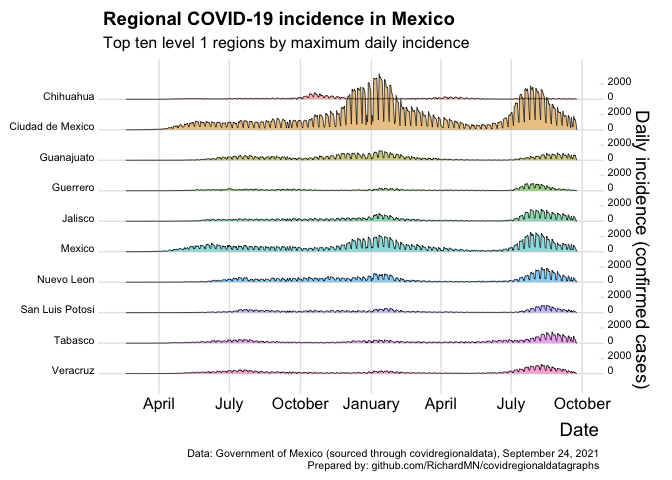 Regional COVID-19 incidence in Mexico
Top ten level 1 regions by maximum daily incidence
Chihuahua
Ciudad de Mexico
Guanajuato
Guerrero
Jalisco
Mexico
Nuevo Leon
San Luis Potosi
Tabasco
Veracruz
2000
0
2000
0
2000
0
2000
0
2000
0
2000
0
2000
0
2000
0
2000
0
2000
0
Daily incidence (confirmed cases)
April July October January April July October
Date
Data: Government of Mexico (sourced through covidregionaldata), September 24, 2021
Prepared by: github.com/RichardMN/covidregionaldatagraphs